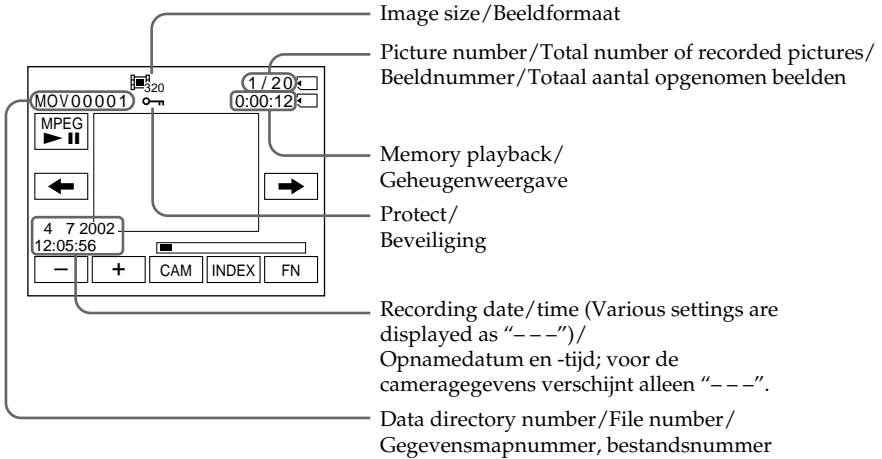 Image size/Beeldformaat
Picture number/Total number of recorded pictures/
Beeldnummer/Totaal aantal opgenomen beelden
320
1/20
MOV00001
0:00:12
MPEG
Memory playback/
Geheugenweergave
Protect/
Beveiliging
4 7 2002
12:05:56
− + CAM INDEX FN
Recording date/time (Various settings are
displayed as “– – –”)/
Opnamedatum en -tijd; voor de
cameragegevens verschijnt alleen “– – –”.
Data directory number/File number/
Gegevensmapnummer, bestandsnummer